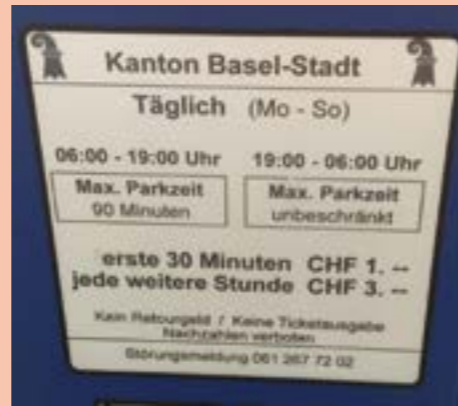 Kanton Basel-Stadt
Täglich (Mo - So)
06:00 - 19:00 Uhr 19:00 - 06:00 Uhr
Max. Parkzeit Max. Parkzeit
90 Minuten unbeschränkt
erste 30 Minuten CHF 1. --
jede weitere Stunde CHF 3. --
Kein Retourgeld / Keine Ticketausgabe
Nachzahlen verboten
Störungsmeldung 061 267 72 02